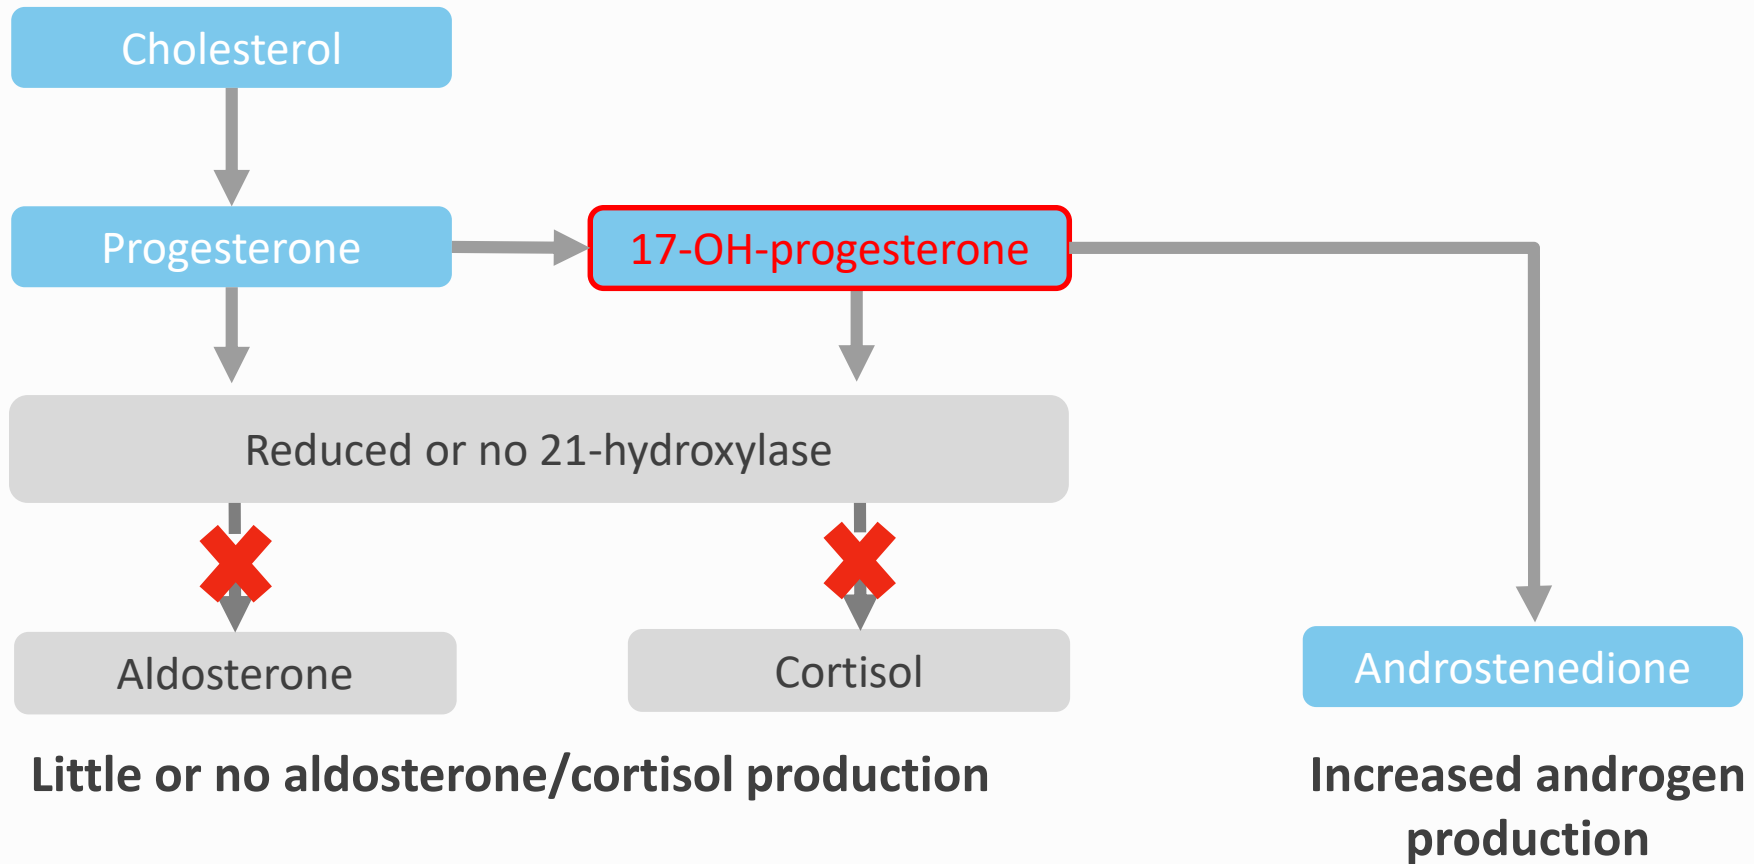 Cholesterol
Progesterone
17-OH-progesterone
Reduced or no 21-hydroxylase
Aldosterone
Cortisol
Androstenedione
Little or no aldosterone/cortisol production
Increased androgen
production